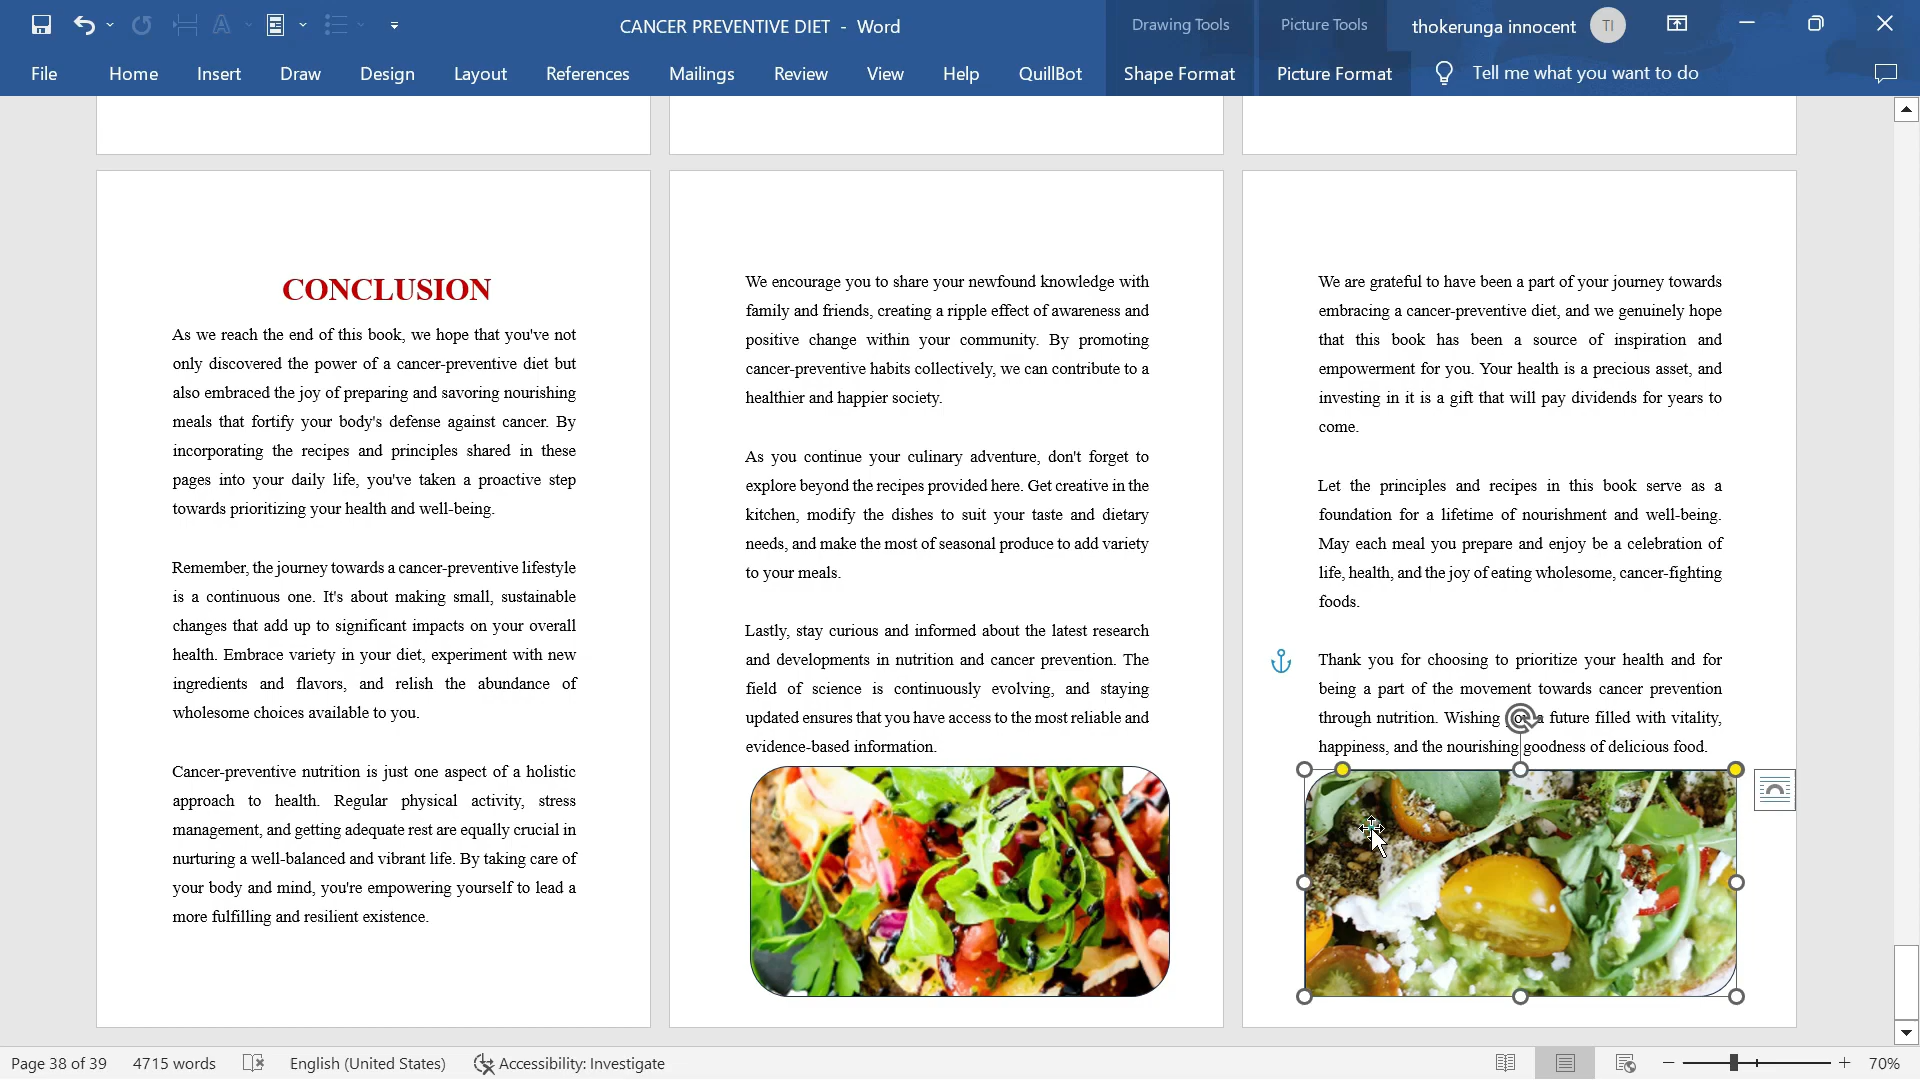 CANCER PREVENTIVE DIET - Word
Drawing Tools
Picture Tools
thokerunga innocent
TI
File
Home
Insert
Draw
Design
Layout
References
Mailings
Review
View
Help
QuillBot
Shape Format
Picture Format
Tell me what you want to do
CONCLUSION
As we reach the end of this book, we hope that you've not
only discovered the power of a cancer-preventive diet but
also embraced the joy of preparing and savoring nourishing
meals that fortify your body's defense against cancer. By
incorporating the recipes and principles shared in these
pages into your daily life, you've taken a proactive step
towards prioritizing your health and well-being.
Remember, the journey towards a cancer-preventive lifestyle
is a continuous one. It's about making small, sustainable
changes that add up to significant impacts on your overall
health. Embrace variety in your diet, experiment with new
ingredients and flavors, and relish the abundance of
wholesome choices available to you.
Cancer-preventive nutrition is just one aspect of a holistic
approach to health. Regular physical activity, stress
management, and getting adequate rest are equally crucial in
nurturing a well-balanced and vibrant life. By taking care of
your body and mind, you're empowering yourself to lead a
more fulfilling and resilient existence.
We encourage you to share your newfound knowledge with
family and friends, creating a ripple effect of awareness and
positive change within your community. By promoting
cancer-preventive habits collectively, we can contribute to a
healthier and happier society.
As you continue your culinary adventure, don't forget to
explore beyond the recipes provided here. Get creative in the
kitchen, modify the dishes to suit your taste and dietary
needs, and make the most of seasonal produce to add variety
to your meals.
Lastly, stay curious and informed about the latest research
and developments in nutrition and cancer prevention. The
field of science is continuously evolving, and staying
updated ensures that you have access to the most reliable and
evidence-based information.
We are grateful to have been a part of your journey towards
embracing a cancer-preventive diet, and we genuinely hope
that this book has been a source of inspiration and
empowerment for you. Your health is a precious asset, and
investing in it is a gift that will pay dividends for years to
come.
Let the principles and recipes in this book serve as a
foundation for a lifetime of nourishment and well-being.
May each meal you prepare and enjoy be a celebration of
life, health, and the joy of eating wholesome, cancer-fighting
foods.
Thank you for choosing to prioritize your health and for
being a part of the movement towards cancer prevention
through nutrition. Wishing a future filled with vitality,
happiness, and the nourishing goodness of delicious food.
Page 38 of 39
4715 words
English (United States)
Accessibility: Investigate
70%